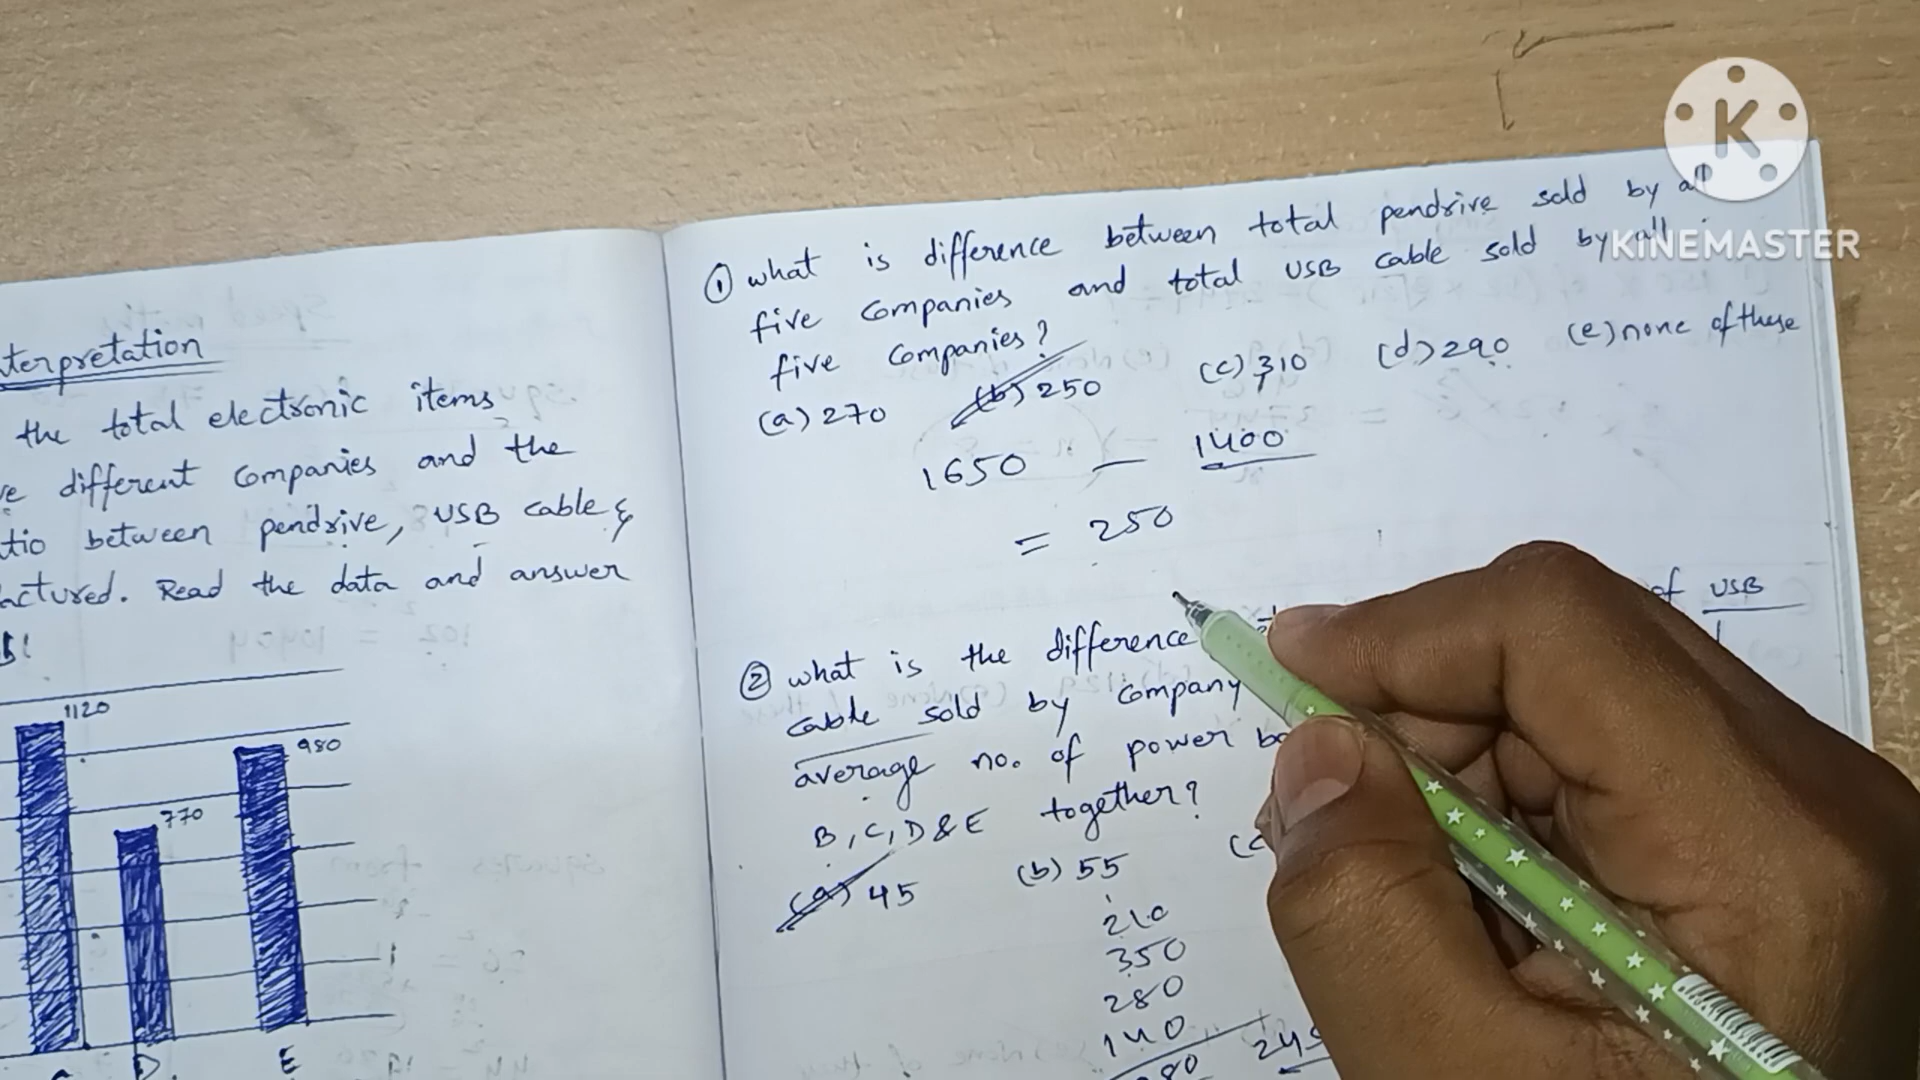 terpretation
the total electronic items
different companies and the
tio between pendrive, USB cable &
actured. Read the data and answer
1120
980
770
D
E
K
KINEMASTER
① what is difference between total pendrive sold by all
five companies and total USB cable sold by all
five companies?
(a) 270 (b) 250 (c) 310 (d) 290 (e) none of these
1650 — 1400
= 250
② what is the difference of USB
cable sold by company
average no. of power
B, C, D & E together?
(a) 45 (b) 55 (c
210
350
280
140